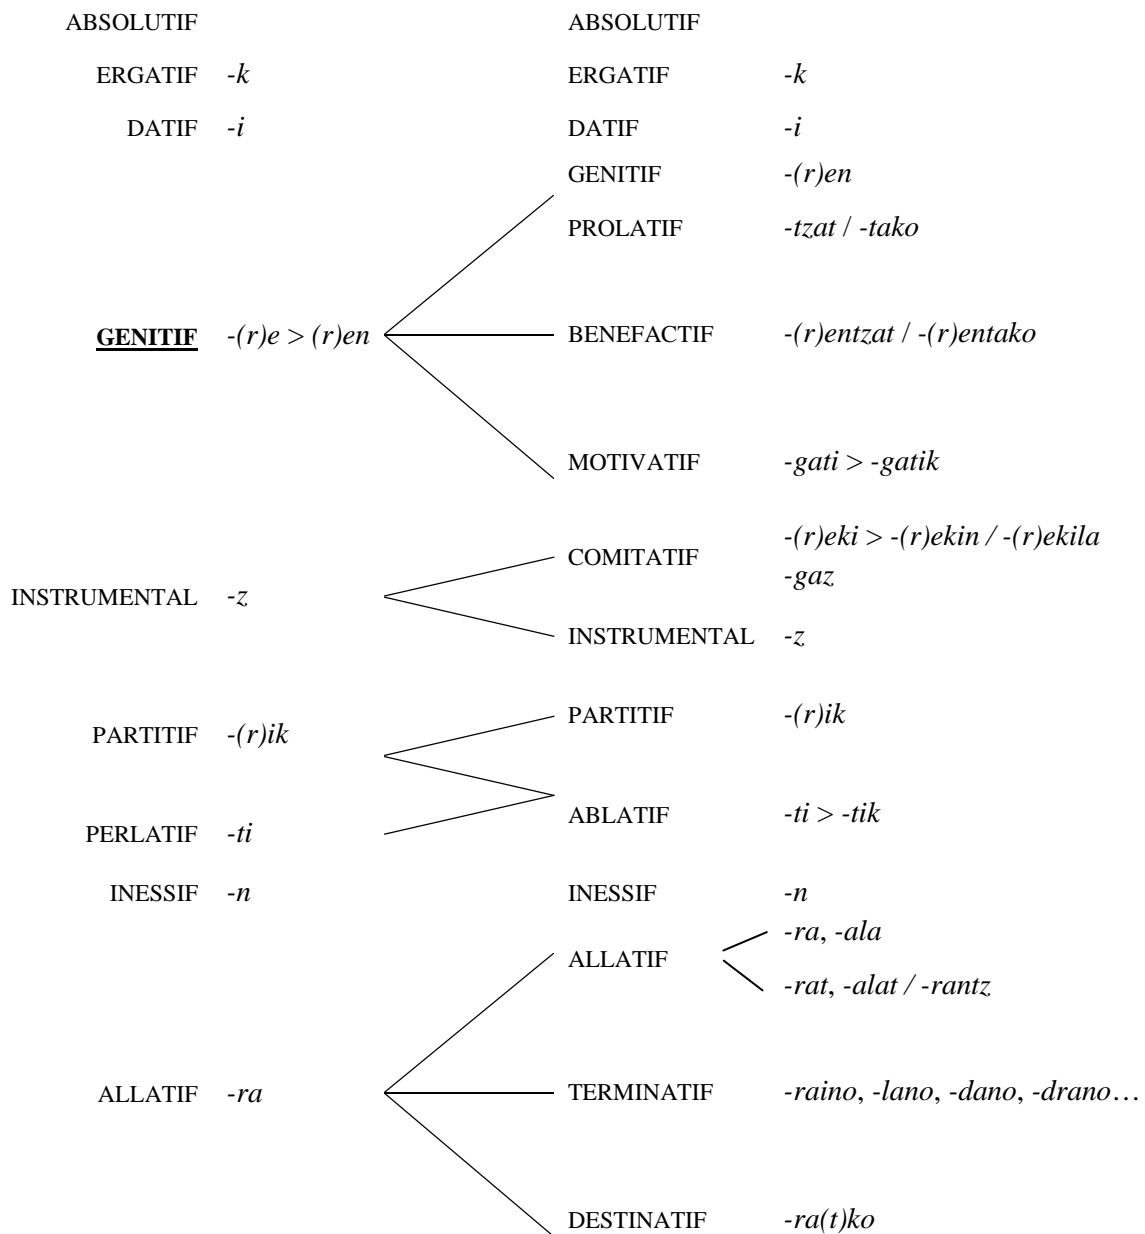 ABSOLUTIF ABSOLUTIF
ERGATIF -k ERGATIF -k
DATIF -i DATIF -i
GENITIF -(r)en
PROLATIF -tzat / -tako
GENITIF -(r)e > (r)en BENEFACTIF -(r)entzat / -(r)entako
MOTIVATIF -gati > -gatik
-(r)eki > -(r)ekin / -(r)ekila
COMITATIF
-gaz
INSTRUMENTAL -z
INSTRUMENTAL -z
PARTITIF -(r)ik
PARTITIF -(r)ik
ABLATIF -ti > -tik
PERLATIF -ti
INESSIF -n INESSIF -n
-ra, -ala
ALLATIF
-rat, -alat / -rantz
ALLATIF -ra TERMINATIF -raino, -lano, -dano, -drano…
DESTINATIF -ra(t)ko